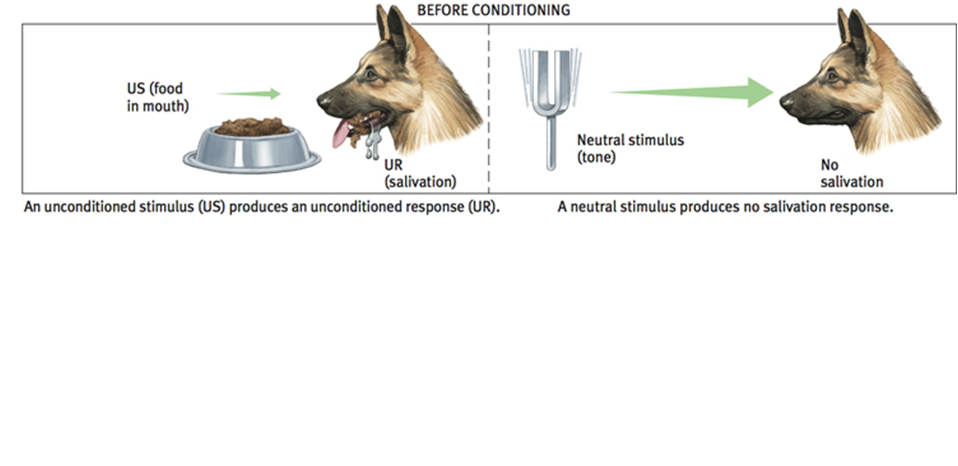 BEFORE CONDITIONING
US (food
in mouth)
UR
(salivation)
Neutral stimulus
(tone)
No
salivation
An unconditioned stimulus (US) produces an unconditioned response (UR).
A neutral stimulus produces no salivation response.